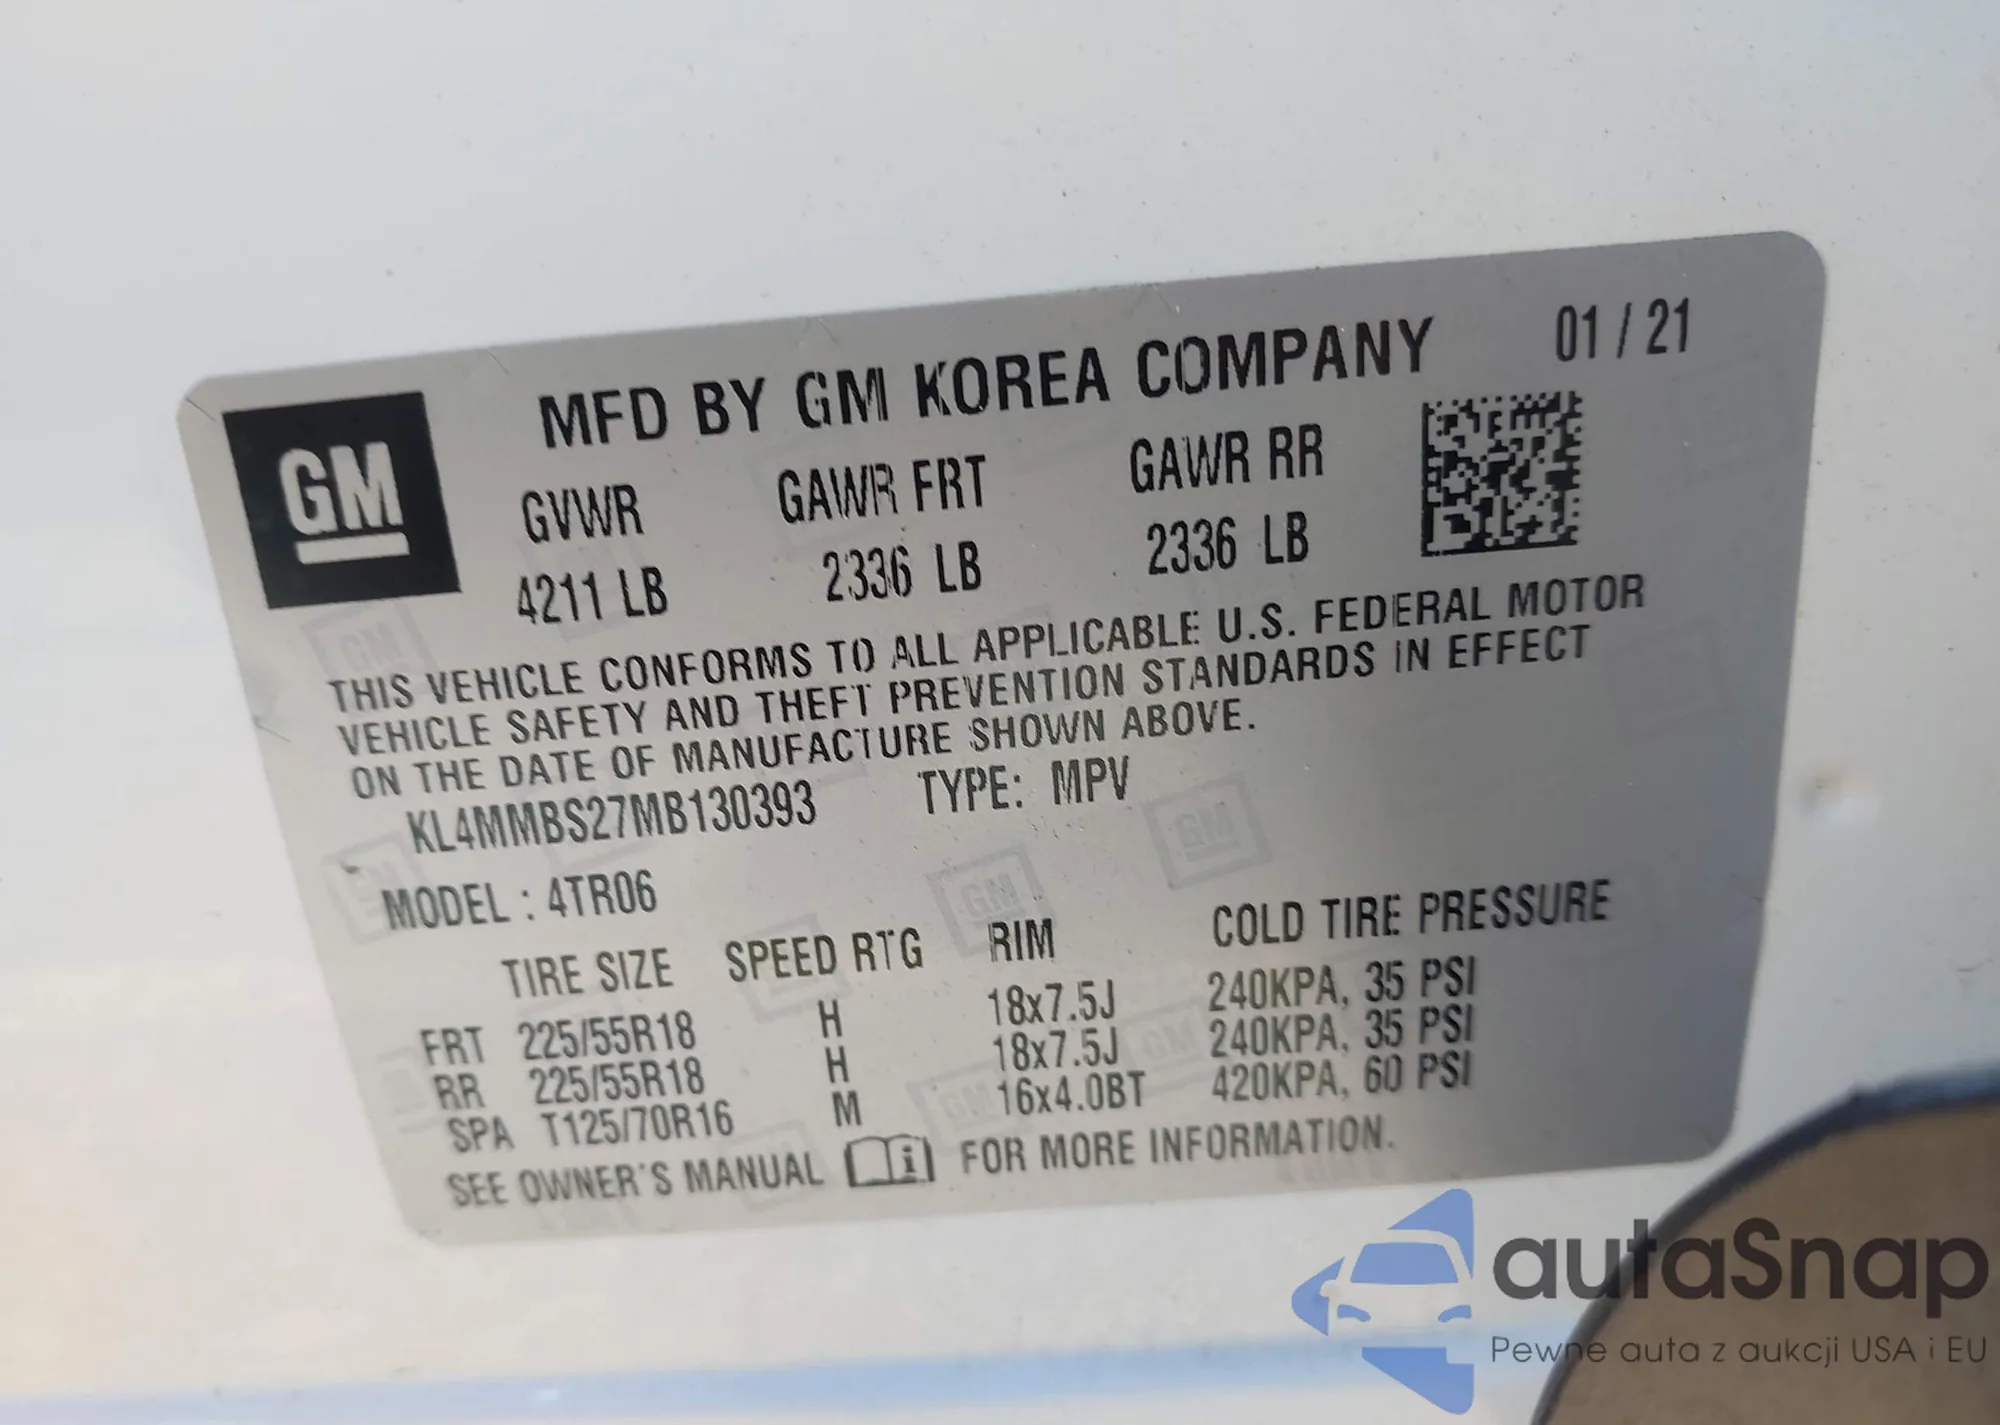 MFD BY GM KOREA COMPANY 01 / 21
GM
GVWR GAWR FRT GAWR RR
4211 LB 2336 LB 2336 LB
THIS VEHICLE CONFORMS TO ALL APPLICABLE U.S. FEDERAL MOTOR
VEHICLE SAFETY AND THEFT PREVENTION STANDARDS IN EFFECT
ON THE DATE OF MANUFACTURE SHOWN ABOVE.
KL4MMBS27MB130393 TYPE: MPV
MODEL : 4TR06
TIRE SIZE SPEED RTG RIM COLD TIRE PRESSURE
FRT 225/55R18 H 18x7.5J 240KPA, 35 PSI
RR 225/55R18 H 18x7.5J 240KPA, 35 PSI
SPA T125/70R16 M 16x4.0BT 420KPA, 60 PSI
SEE OWNER'S MANUAL i FOR MORE INFORMATION.
autaSnap
Pewne auta z aukcji USA i EU